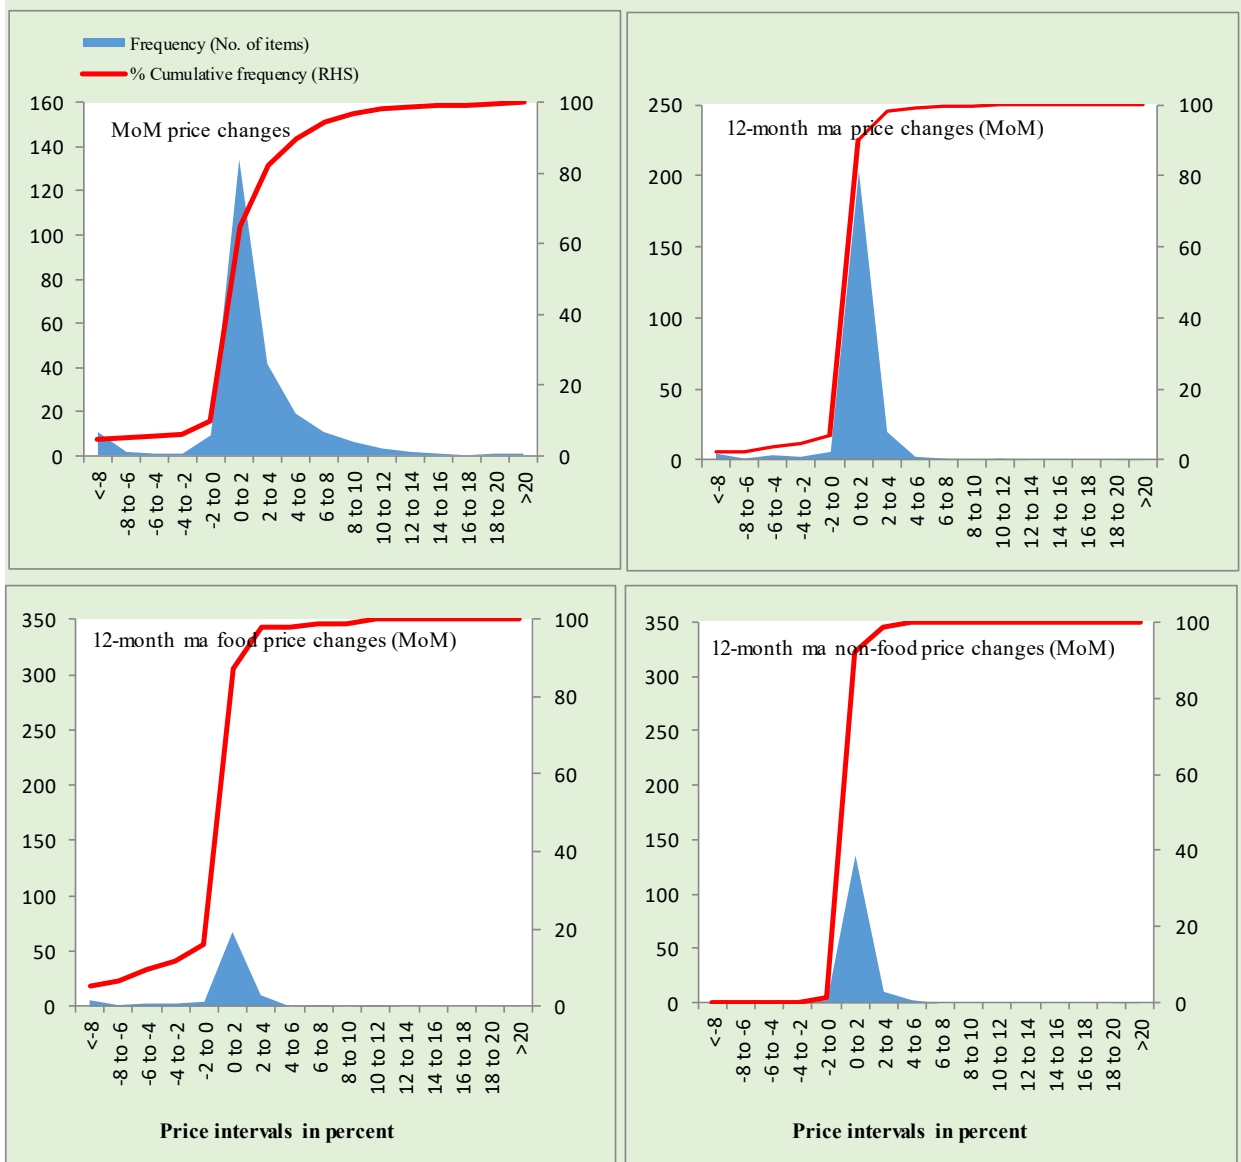 Frequency (No. of items)
% Cumulative frequency (RHS)
MoM price changes
160
140
120
100
80
60
40
20
0
100
80
60
40
20
0
<-8
-8 to -6
-6 to -4
-4 to -2
-2 to 0
0 to 2
2 to 4
4 to 6
6 to 8
8 to 10
10 to 12
12 to 14
14 to 16
16 to 18
18 to 20
>20
12-month ma price changes (MoM)
250
200
150
100
50
0
100
80
60
40
20
0
<-8
-8 to -6
-6 to -4
-4 to -2
-2 to 0
0 to 2
2 to 4
4 to 6
6 to 8
8 to 10
10 to 12
12 to 14
14 to 16
16 to 18
18 to 20
>20
12-month ma food price changes (MoM)
350
300
250
200
150
100
50
0
100
80
60
40
20
0
<-8
-8 to -6
-6 to -4
-4 to -2
-2 to 0
0 to 2
2 to 4
4 to 6
6 to 8
8 to 10
10 to 12
12 to 14
14 to 16
16 to 18
18 to 20
>20
Price intervals in percent
12-month ma non-food price changes (MoM)
350
300
250
200
150
100
50
0
100
80
60
40
20
0
<-8
-8 to -6
-6 to -4
-4 to -2
-2 to 0
0 to 2
2 to 4
4 to 6
6 to 8
8 to 10
10 to 12
12 to 14
14 to 16
16 to 18
18 to 20
>20
Price intervals in percent